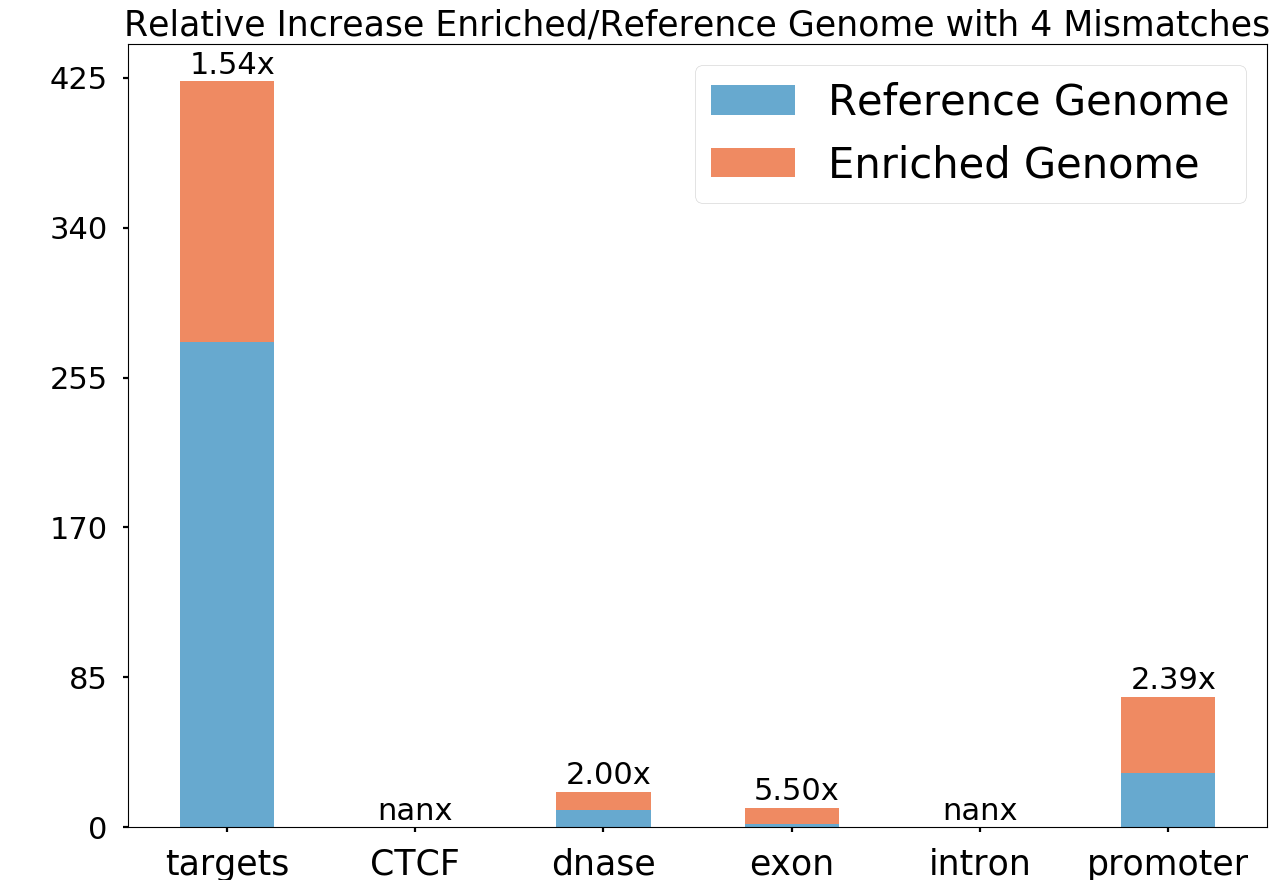 Relative Increase Enriched/Reference Genome with 4 Mismatches
Reference Genome
Enriched Genome
425
340
255
170
85
0
1.54x
nanx
2.00x
5.50x
nanx
2.39x
targets
CTCF
dnase
exon
intron
promoter